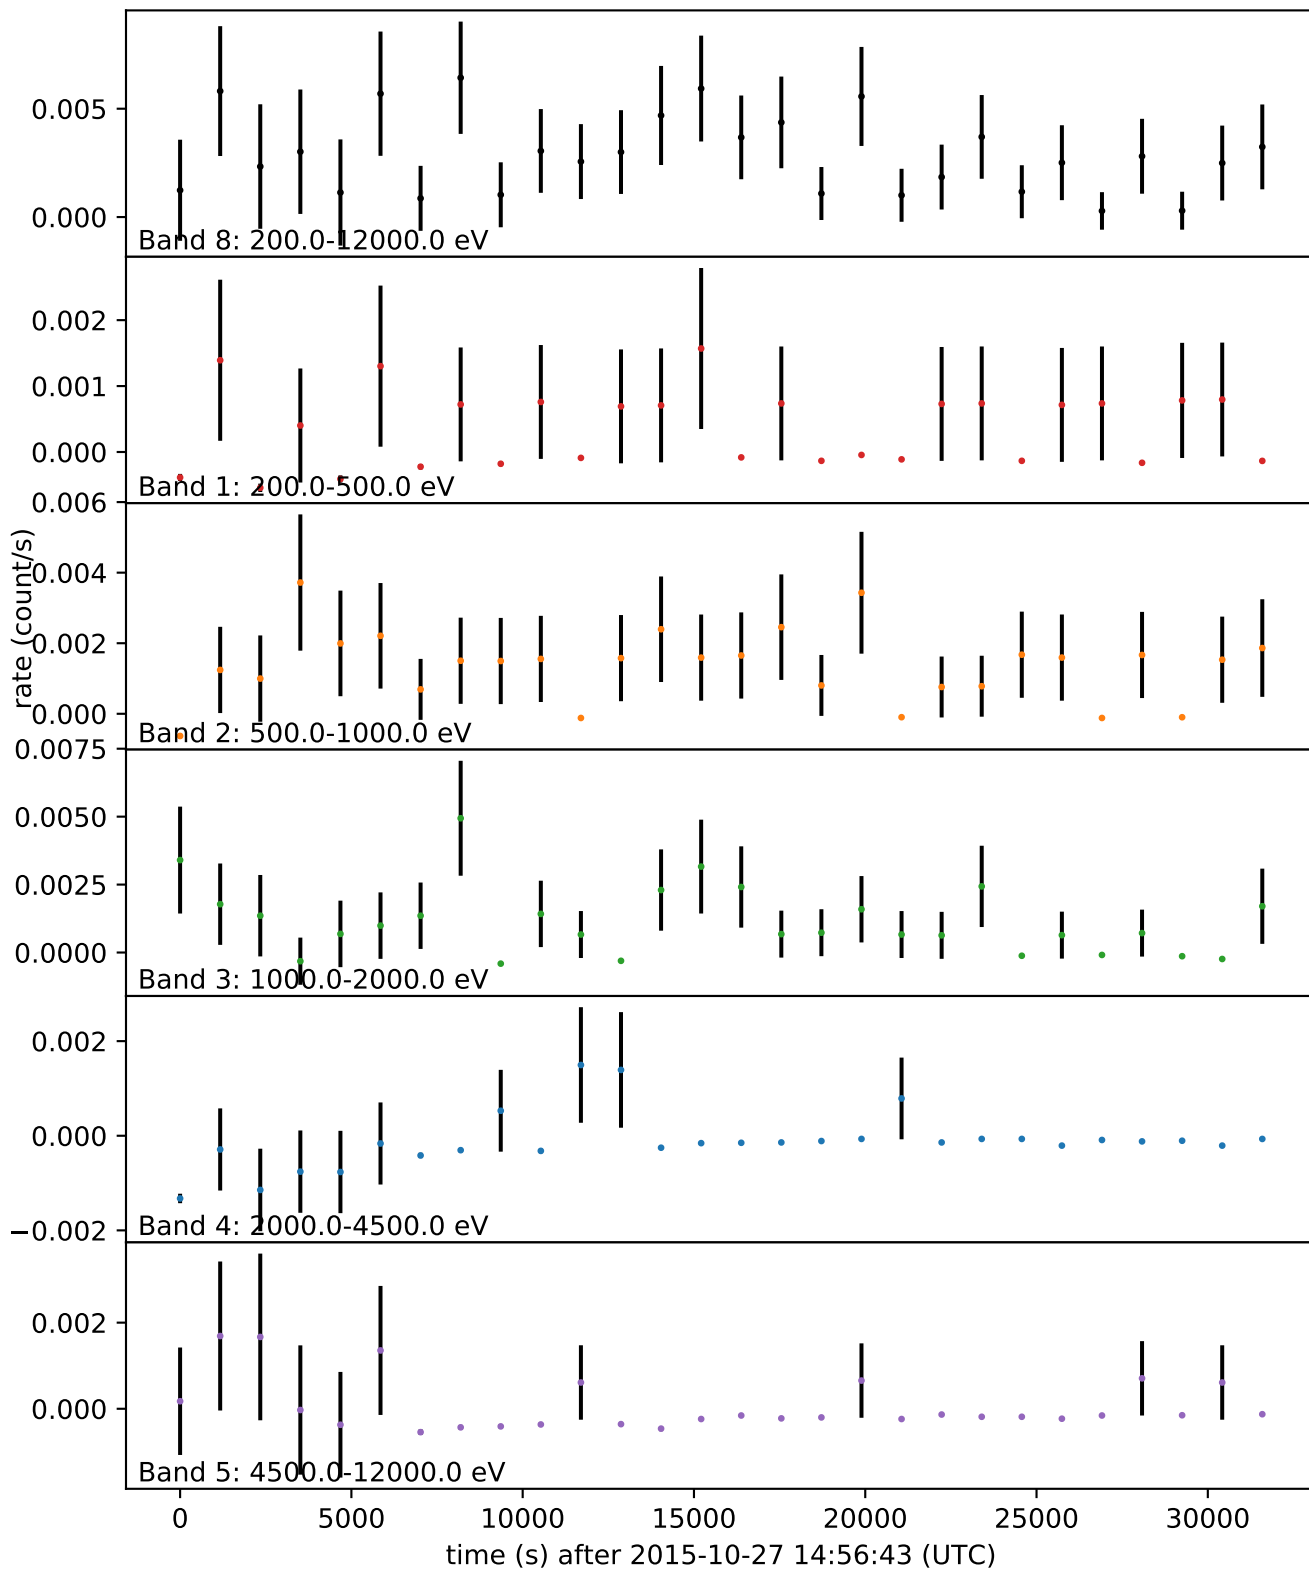 0.005
0.000
Band 8: 200.0-12000.0 eV
0.002
0.001
0.000
Band 1: 200.0-500.0 eV
0.006
0.004
0.002
0.000
Band 2: 500.0-1000.0 eV
rate (count/s)
0.0075
0.0050
0.0025
0.0000
Band 3: 1000.0-2000.0 eV
0.002
0.000
−0.002
Band 4: 2000.0-4500.0 eV
0.002
0.000
Band 5: 4500.0-12000.0 eV
0 5000 10000 15000 20000 25000 30000
time (s) after 2015-10-27 14:56:43 (UTC)